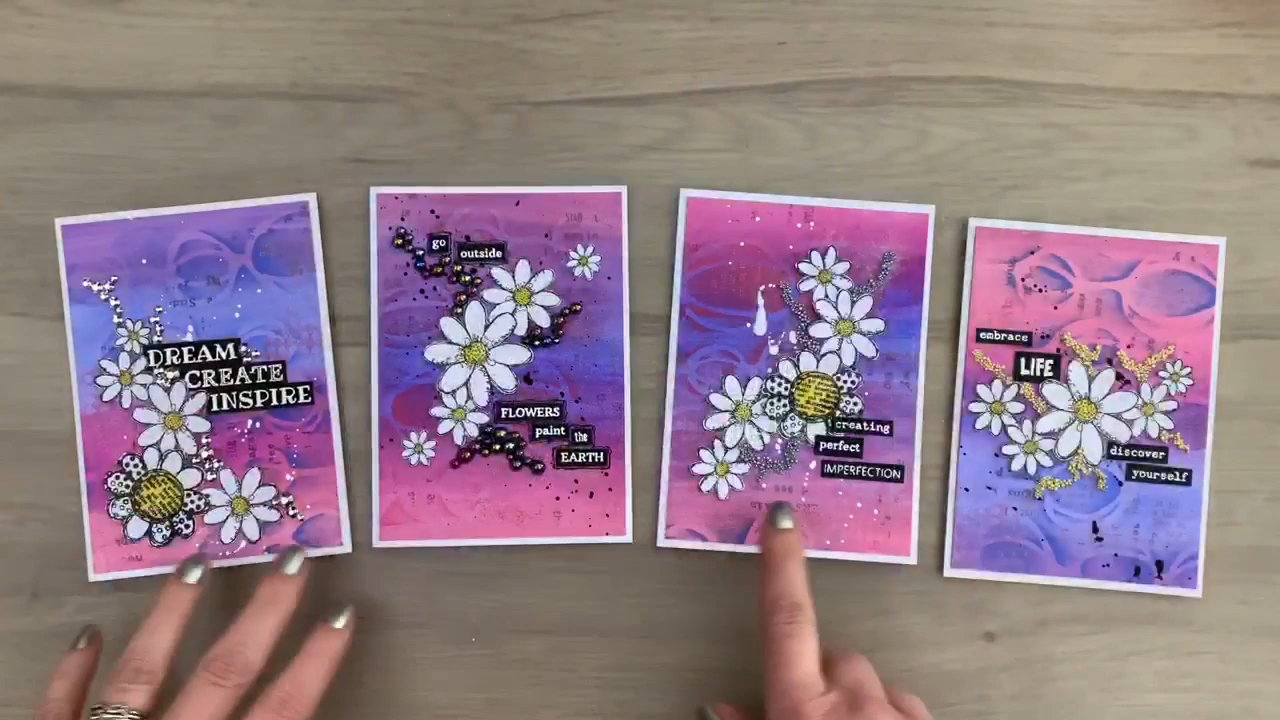 DREAM
CREATE
INSPIRE
go
outside
FLOWERS
paint the
EARTH
creating
perfect
IMPERFECTION
embrace
LIFE
discover
yourself